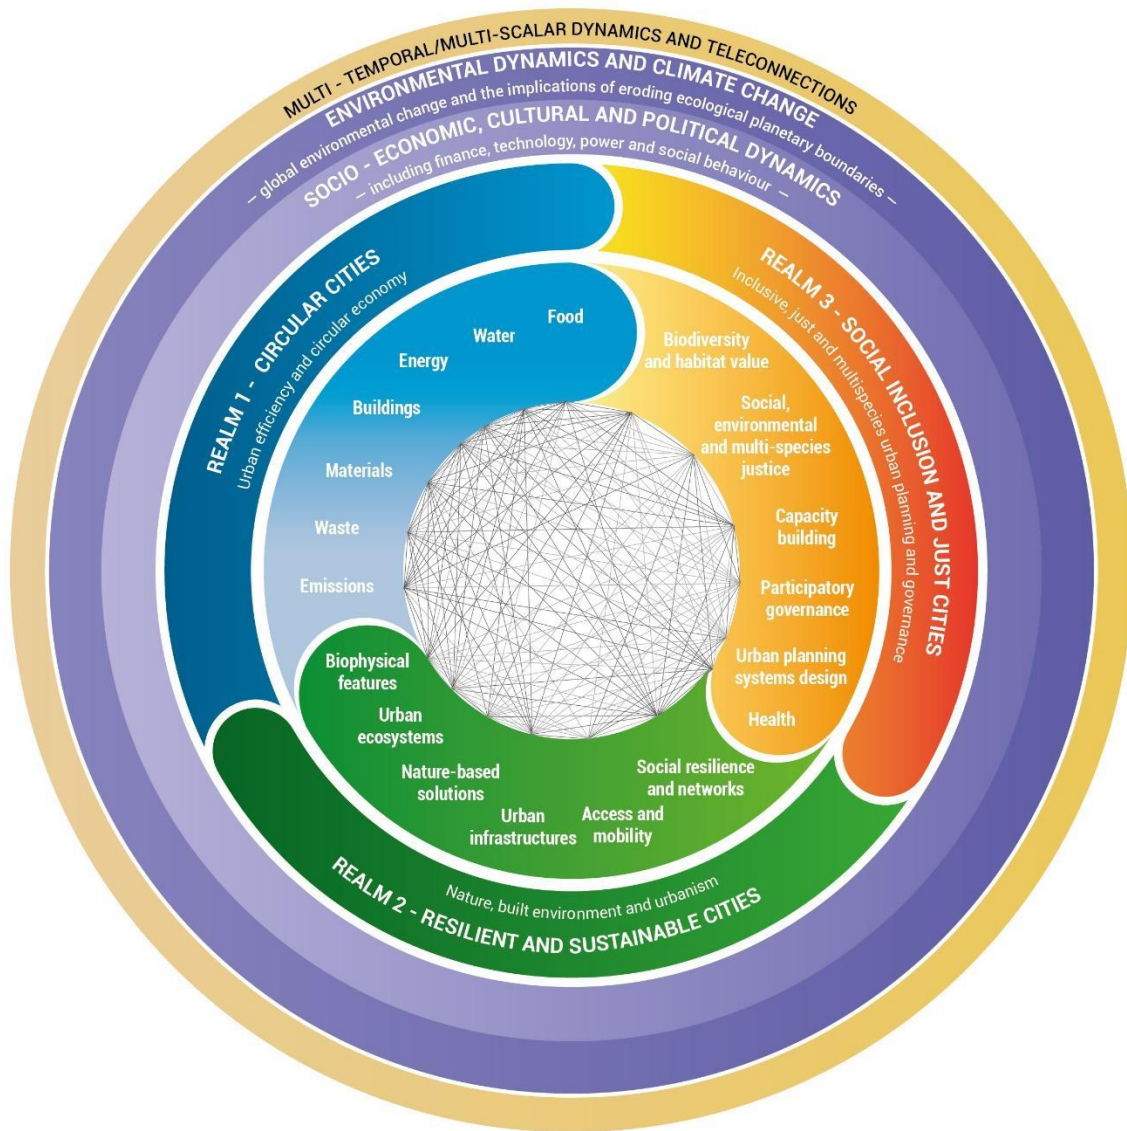 MULTI - TEMPORAL/MULTI-SCALAR DYNAMICS AND TELECONNECTIONS
ENVIRONMENTAL DYNAMICS AND CLIMATE CHANGE
— global environmental change and the implications of eroding ecological planetary boundaries —
SOCIO - ECONOMIC, CULTURAL AND POLITICAL DYNAMICS
— including finance, technology, power and social behaviour —
REALM 1 - CIRCULAR CITIES
Urban efficiency and circular economy
Food
Water
Energy
Buildings
Materials
Waste
Emissions
REALM 3 - SOCIAL INCLUSION AND JUST CITIES
Inclusive, just and multispecies urban planning and governance
Biodiversity
and habitat value
Social,
environmental
and multi-species
justice
Capacity
building
Participatory
governance
Urban planning
systems design
Health
Biophysical
features
Urban
ecosystems
Nature-based
solutions
Urban
infrastructures
Access and
mobility
Social resilience
and networks
Nature, built environment and urbanism
REALM 2 - RESILIENT AND SUSTAINABLE CITIES